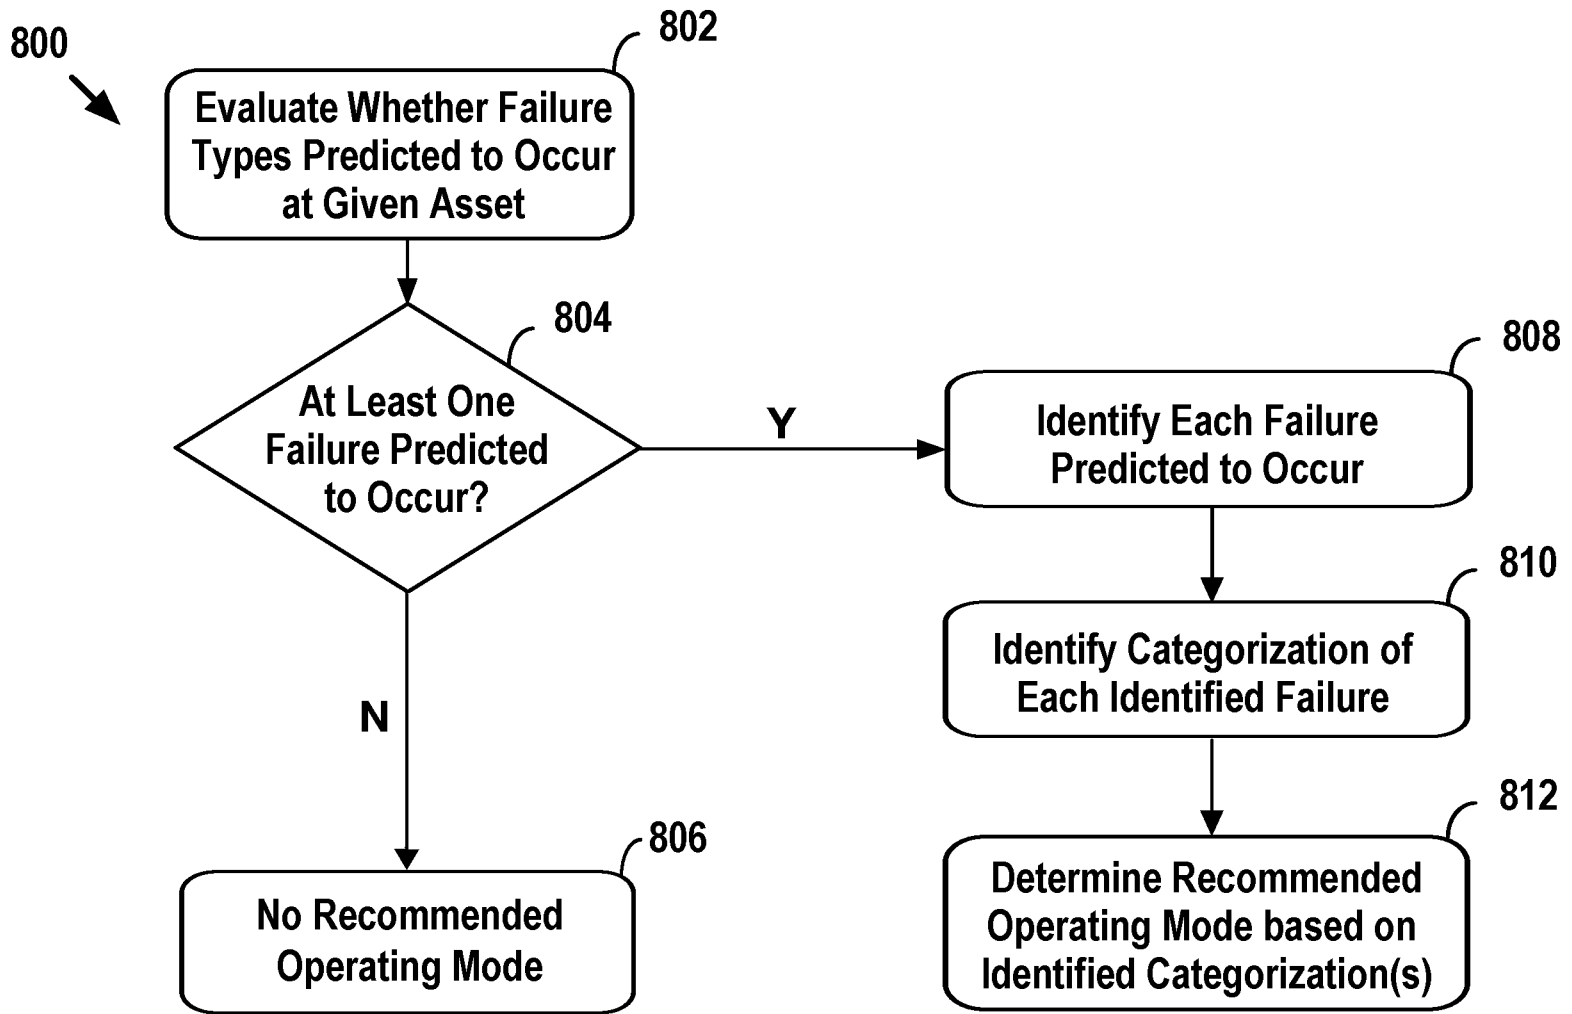 800
802
Evaluate Whether Failure
Types Predicted to Occur
at Given Asset
804
At Least One
Failure Predicted
to Occur?
Y
N
806
No Recommended
Operating Mode
808
Identify Each Failure
Predicted to Occur
810
Identify Categorization of
Each Identified Failure
812
Determine Recommended
Operating Mode based on
Identified Categorization(s)